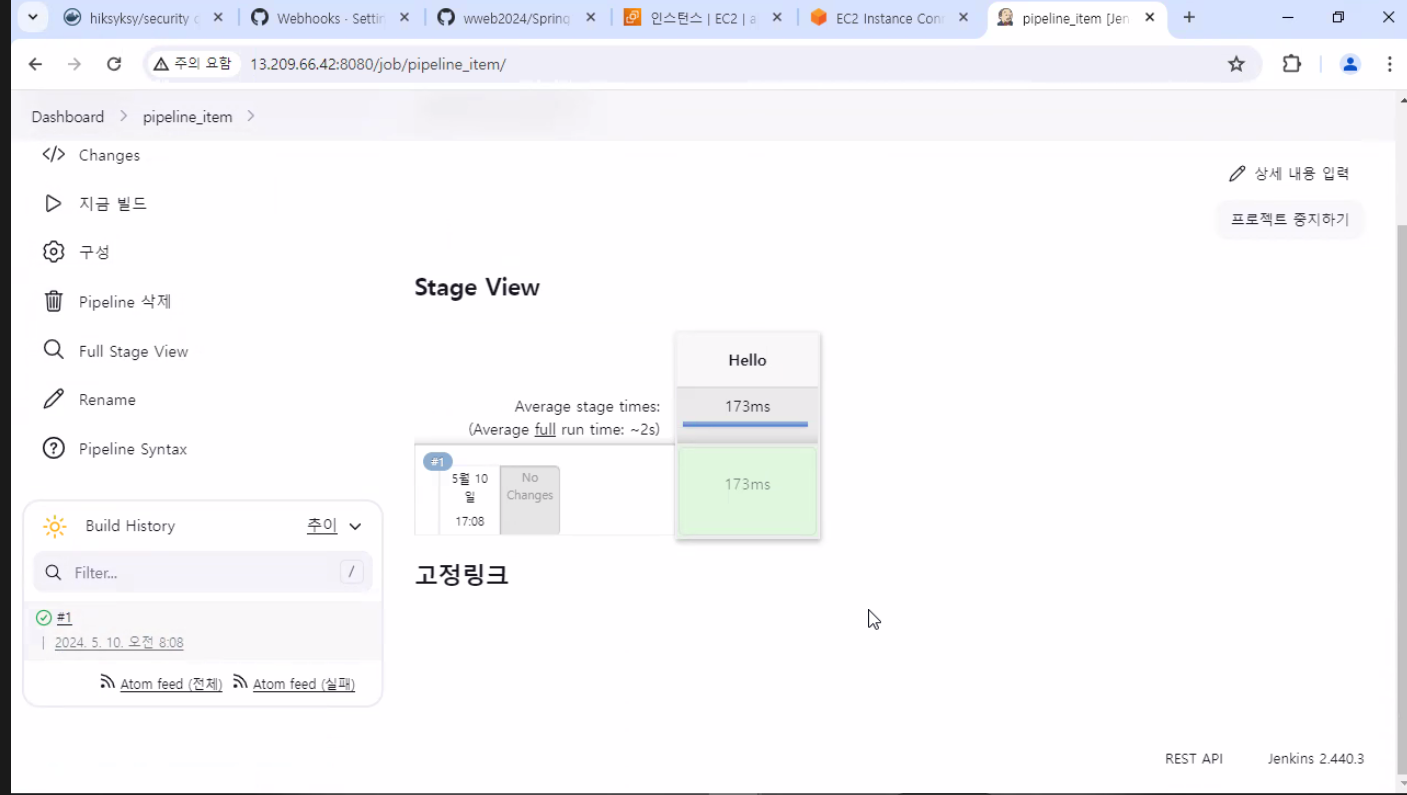 hiksyksy/security
Webhooks · Settin
wweb2024/Spring
인스턴스 | EC2 | a
EC2 Instance Con
pipeline_item [Jen
주의 요함
13.209.66.42:8080/job/pipeline_item/
Dashboard
pipeline_item
Changes
지금 빌드
구성
Pipeline 삭제
Full Stage View
Rename
Pipeline Syntax
Build History
추이
Filter...
/
#1
2024. 5. 10. 오전 8:08
Atom feed (전체)
Atom feed (실패)
상세 내용 입력
프로젝트 중지하기
Stage View
Hello
Average stage times:
173ms
(Average full run time: ~2s)
#1
5월 10
일
17:08
No
Changes
173ms
고정링크
REST API
Jenkins 2.440.3